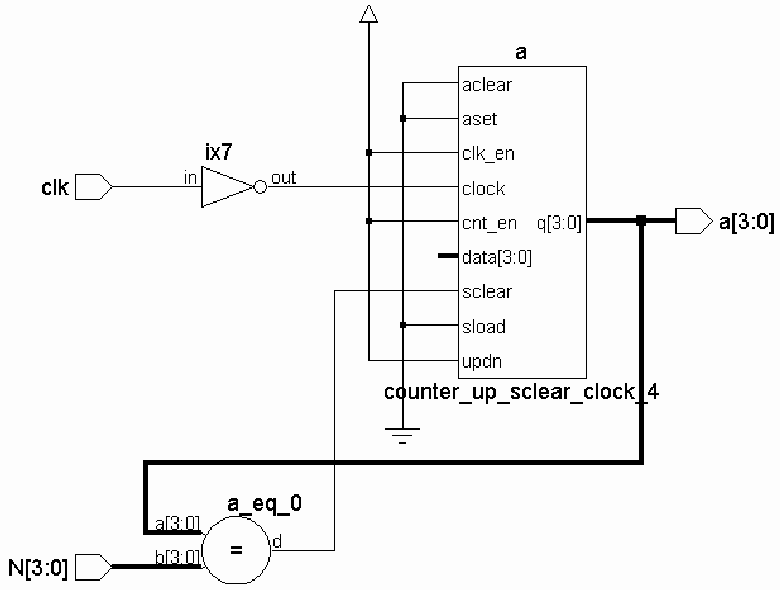 a
aclear
aset
ix7
clk_en
clk
in
out
clock
cnt_en
q[3:0]
a[3:0]
data[3:0]
sclear
sload
updn
counter_up_sclear_clock_4
a_eq_0
a[3:0]
=
d
b[3:0]
N[3:0]